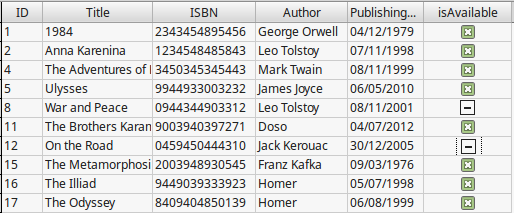 ID Title ISBN Author Publishing... isAvailable
1 1984 2343454895456 George Orwell 04/12/1979
2 Anna Karenina 1234548485843 Leo Tolstoy 07/11/1998
4 The Adventures of 3450345345443 Mark Twain 08/11/1999
5 Ulysses 9944933003232 James Joyce 06/05/2010
8 War and Peace 0944344903312 Leo Tolstoy 08/11/2001
11 The Brothers Karan 9003940397271 Doso 04/07/2012
12 On the Road 0459450444310 Jack Kerouac 30/12/2005
15 The Metamorphosi 2003948930545 Franz Kafka 09/03/1976
16 The Illiad 9449039333923 Homer 05/07/1998
17 The Odyssey 8409404850139 Homer 06/08/1999